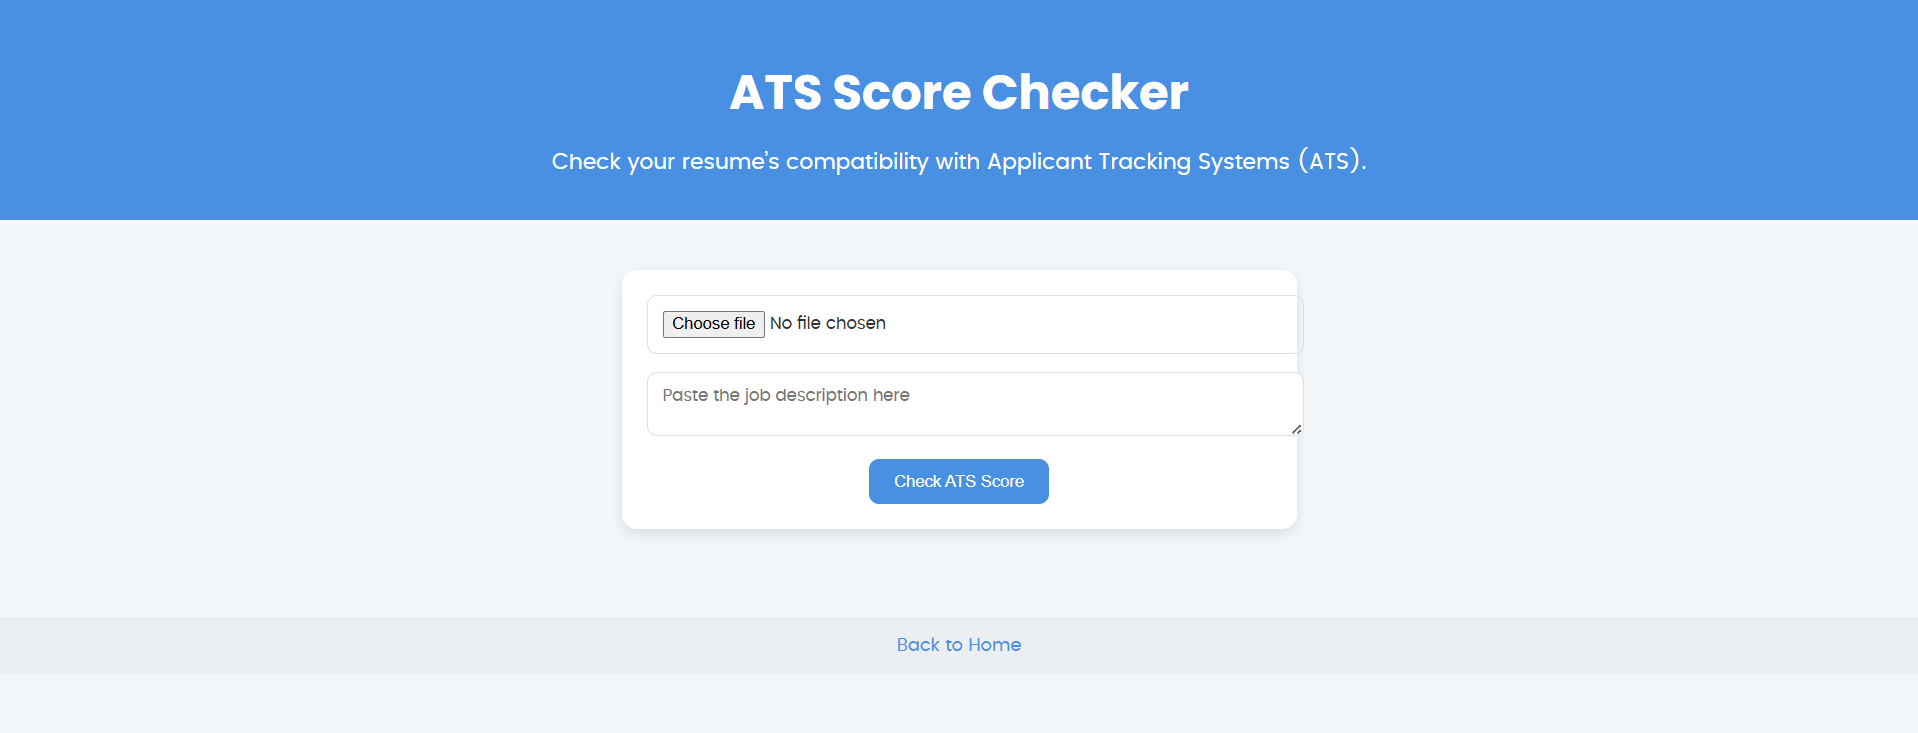 ATS Score Checker
Check your resume’s compatibility with Applicant Tracking Systems (ATS).
Choose file No file chosen
Paste the job description here
Check ATS Score
Back to Home